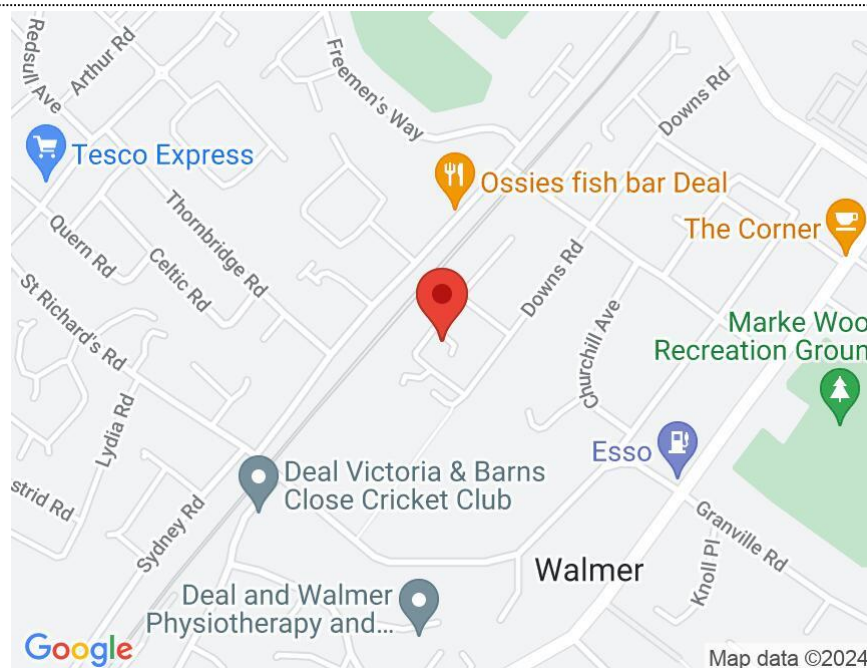 Redsull Ave
Arthur Rd
Freemen's Way
Downs Rd
Tesco Express
Ossies fish bar Deal
The Corner
Quern Rd
Thornbridge Rd
Celtic Rd
St Richard's Rd
Downs Rd
Churchill Ave
Marke Woo
Recreation Groun
Lydia Rd
Esso
Deal Victoria & Barns
Close Cricket Club
strid Rd
Sydney Rd
Granville Rd
Knoll Pl
Walmer
Deal and Walmer
Physiotherapy and...
Google
Map data ©2024